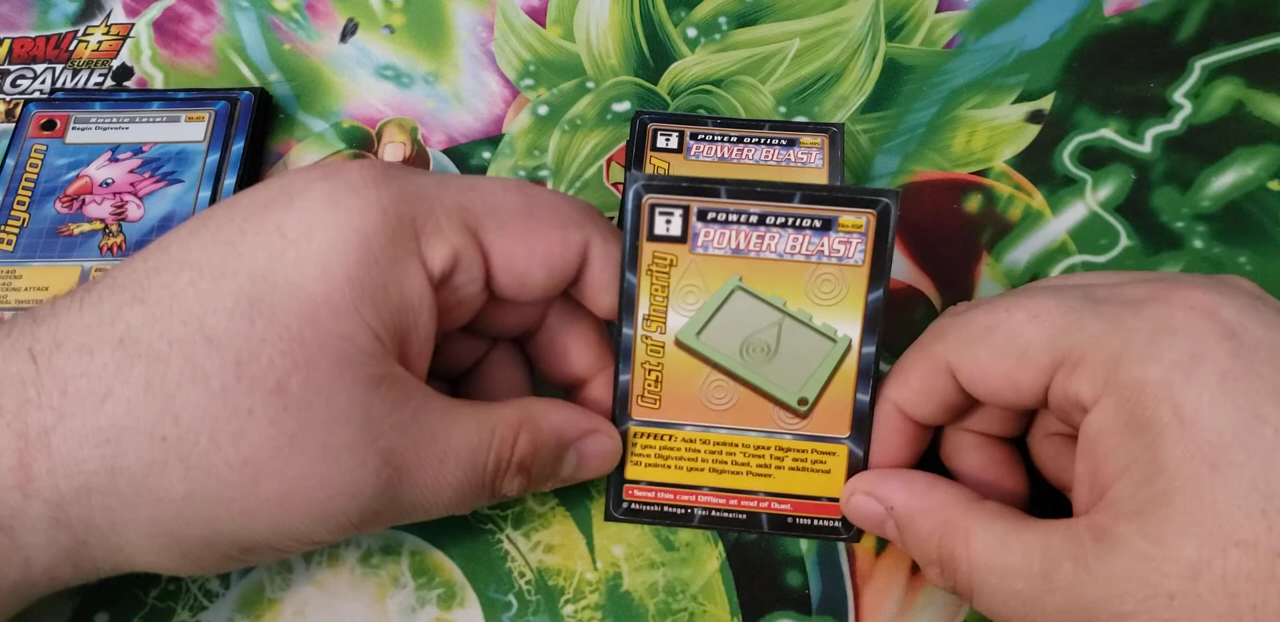 N BALL 超
SUPER
GAME
Rookie Level
Begin Digivolve
Biyomon
POWER OPTION
POWER BLAST
POWER OPTION
POWER BLAST
Crest of Sincerity
EFFECT: Add 50 points to your Digimon Power.
If you place this card on "Crest Tag" and you
have Digivolved in this Duel, add an additional
50 points to your Digimon Power.
• Send this card Offline at end of Duel.
© Akiyoshi Hongo • Toei Animation
© 1999 BANDAI